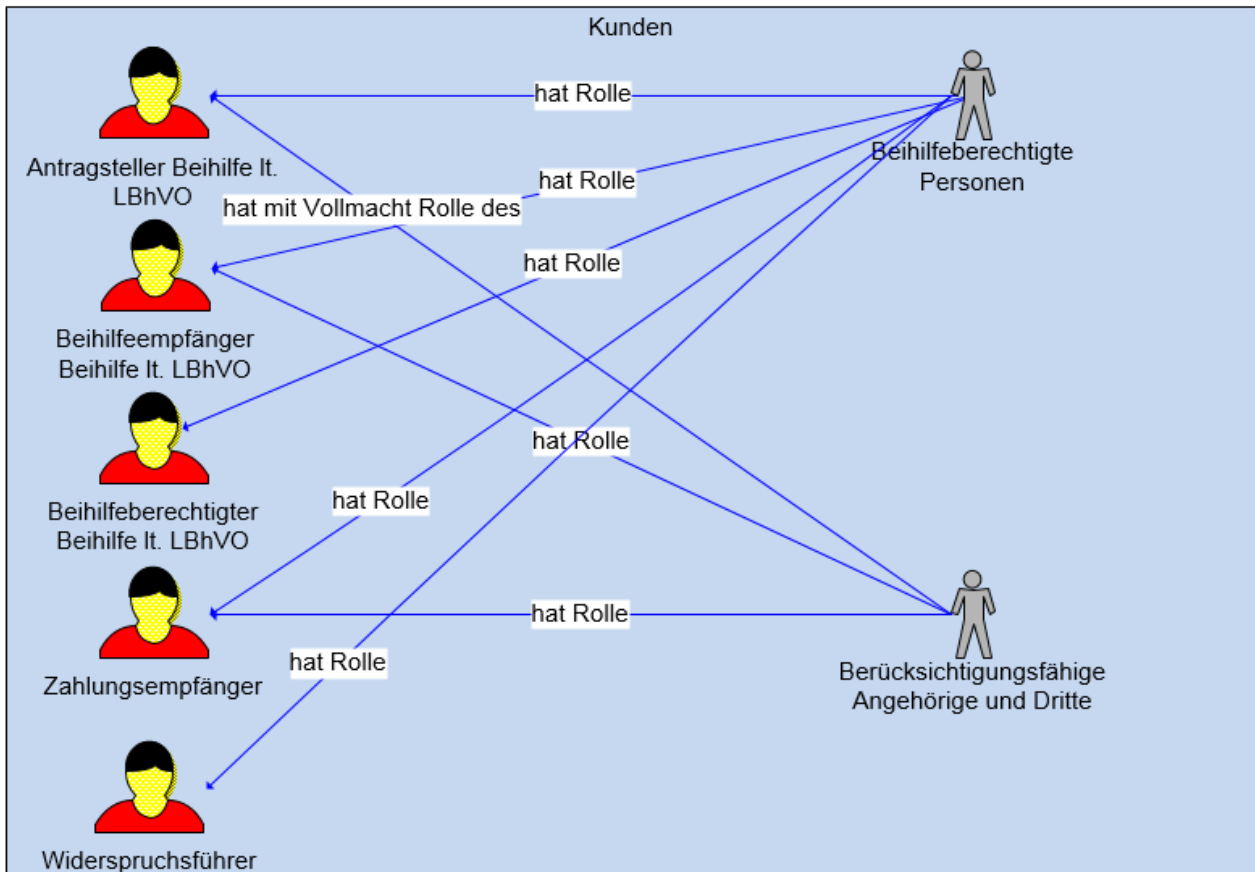 Kunden
hat Rolle
Antragsteller Beihilfe lt.
LBhVO
Beihilfeberechtigte
Personen
hat Rolle
hat mit Vollmacht Rolle des
hat Rolle
Beihilfeempfänger
Beihilfe lt. LBhVO
hat Rolle
hat Rolle
Beihilfeberechtigter
Beihilfe lt. LBhVO
hat Rolle
Zahlungsempfänger
hat Rolle
Berücksichtigungsfähige
Angehörige und Dritte
Widerspruchsführer